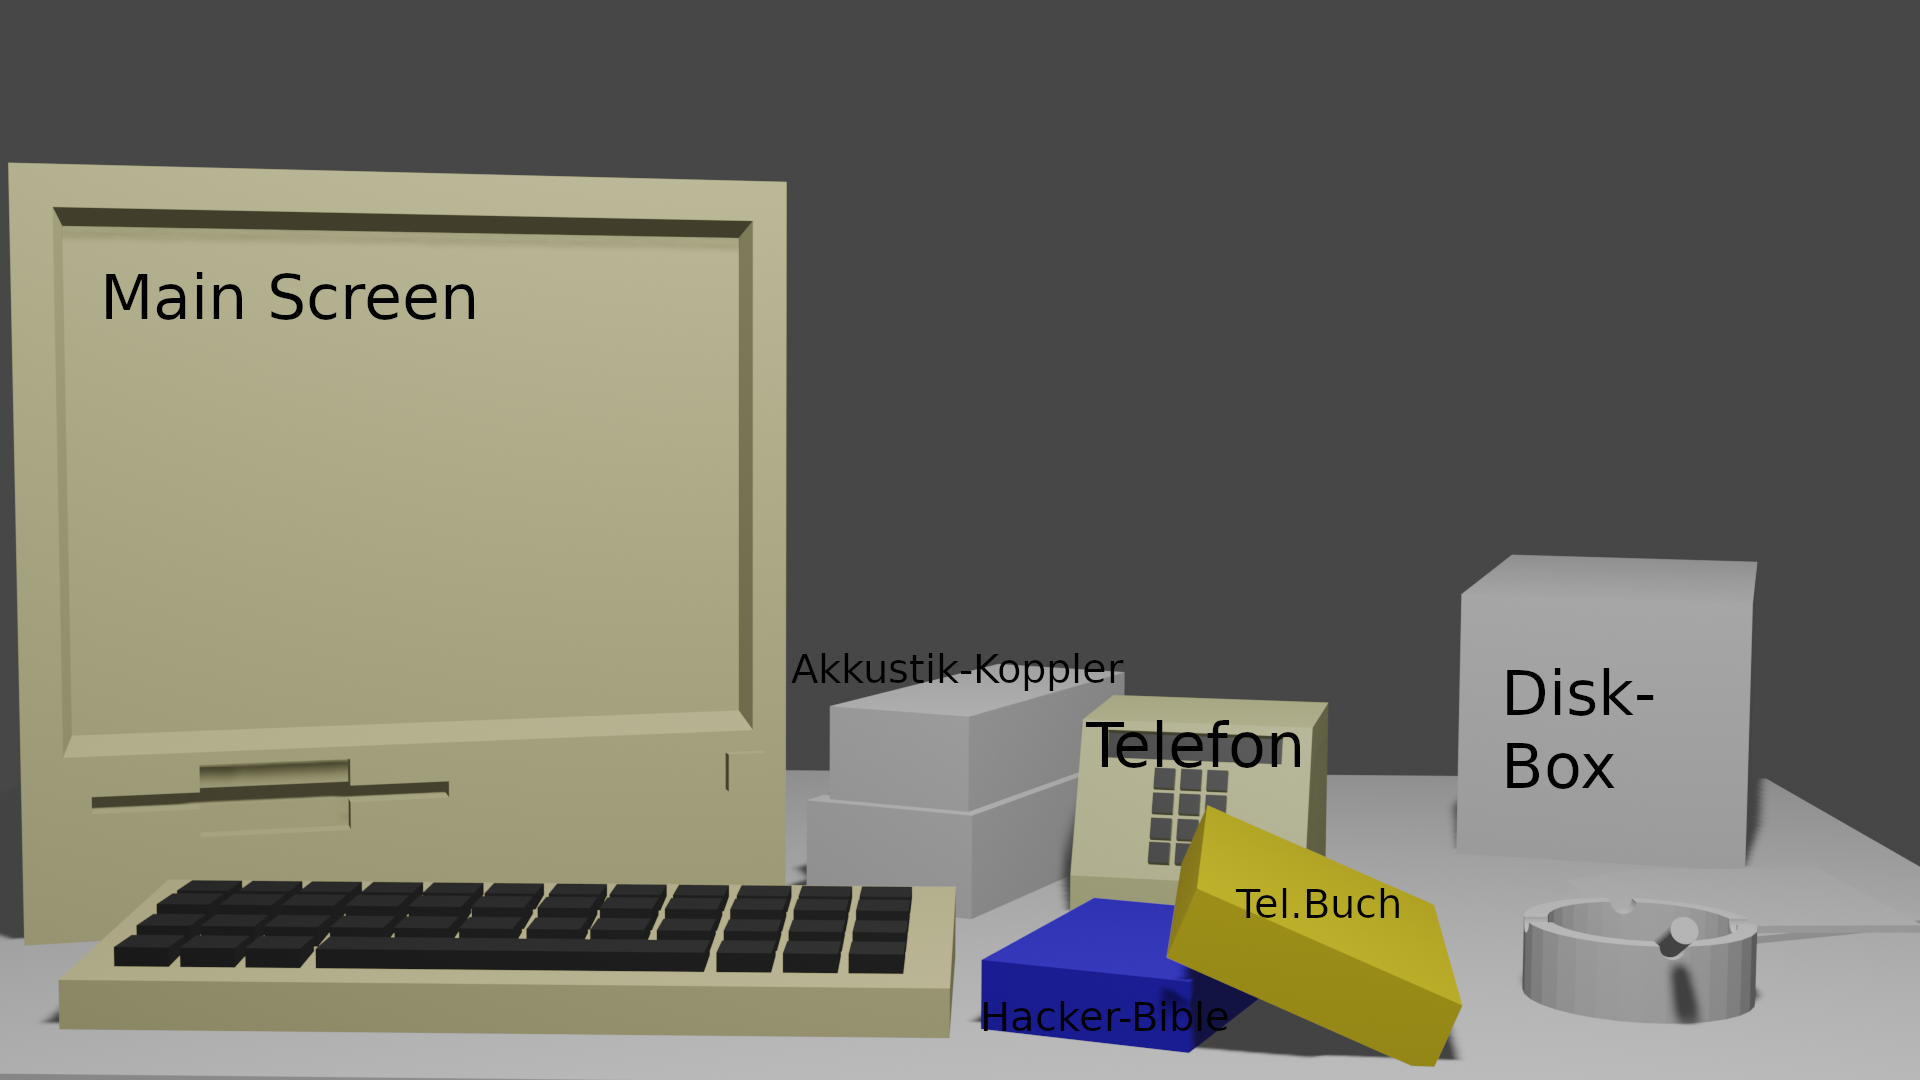 Main Screen
Akkustik-Koppler
Telefon
Disk-
Box
Tel.Buch
Hacker-Bible